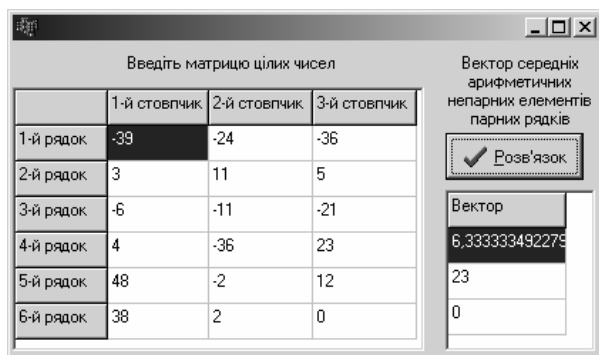 Введіть матрицю цілих чисел
1-й стовпчик 2-й стовпчик 3-й стовпчик
1-й рядок -39 -24 -36
2-й рядок 3 11 5
3-й рядок -6 -11 -21
4-й рядок 4 -36 23
5-й рядок 48 -2 12
6-й рядок 38 2 0
Вектор середніх
арифметичних
непарних елементів
парних рядків
Розв'язок
Вектор
6,333333492279
23
0